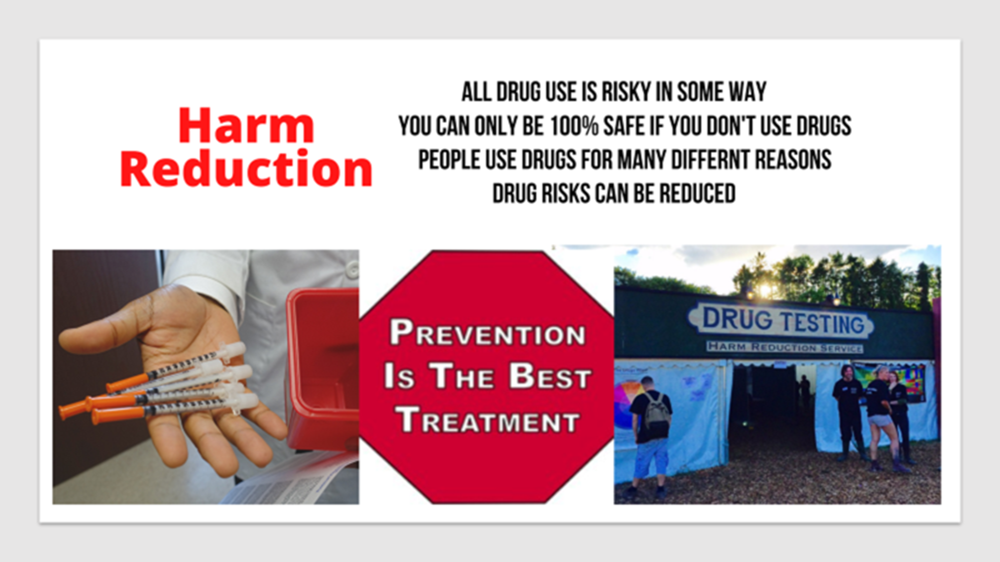 Harm
Reduction
ALL DRUG USE IS RISKY IN SOME WAY
YOU CAN ONLY BE 100% SAFE IF YOU DON'T USE DRUGS
PEOPLE USE DRUGS FOR MANY DIFFERNT REASONS
DRUG RISKS CAN BE REDUCED
PREVENTION
IS THE BEST
TREATMENT
DRUG TESTING
HARM REDUCTION SERVICE